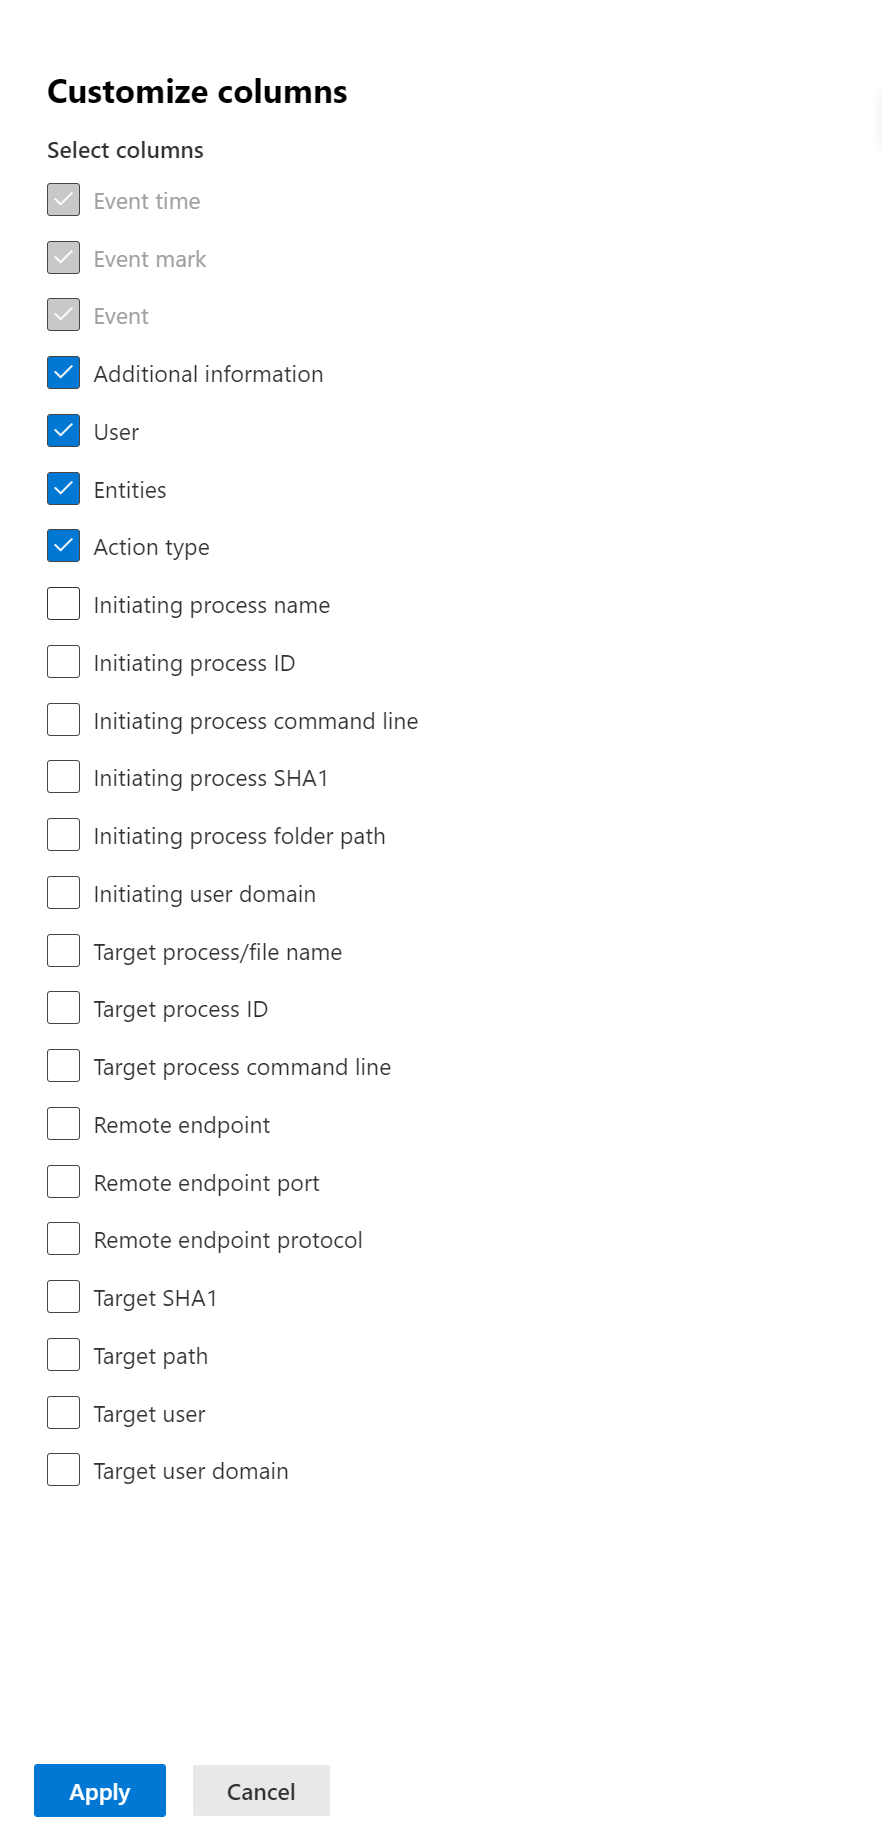 Customize columns
Select columns
Event time
Event mark
Event
Additional information
User
Entities
Action type
Initiating process name
Initiating process ID
Initiating process command line
Initiating process SHA1
Initiating process folder path
Initiating user domain
Target process/file name
Target process ID
Target process command line
Remote endpoint
Remote endpoint port
Remote endpoint protocol
Target SHA1
Target path
Target user
Target user domain
Apply Cancel